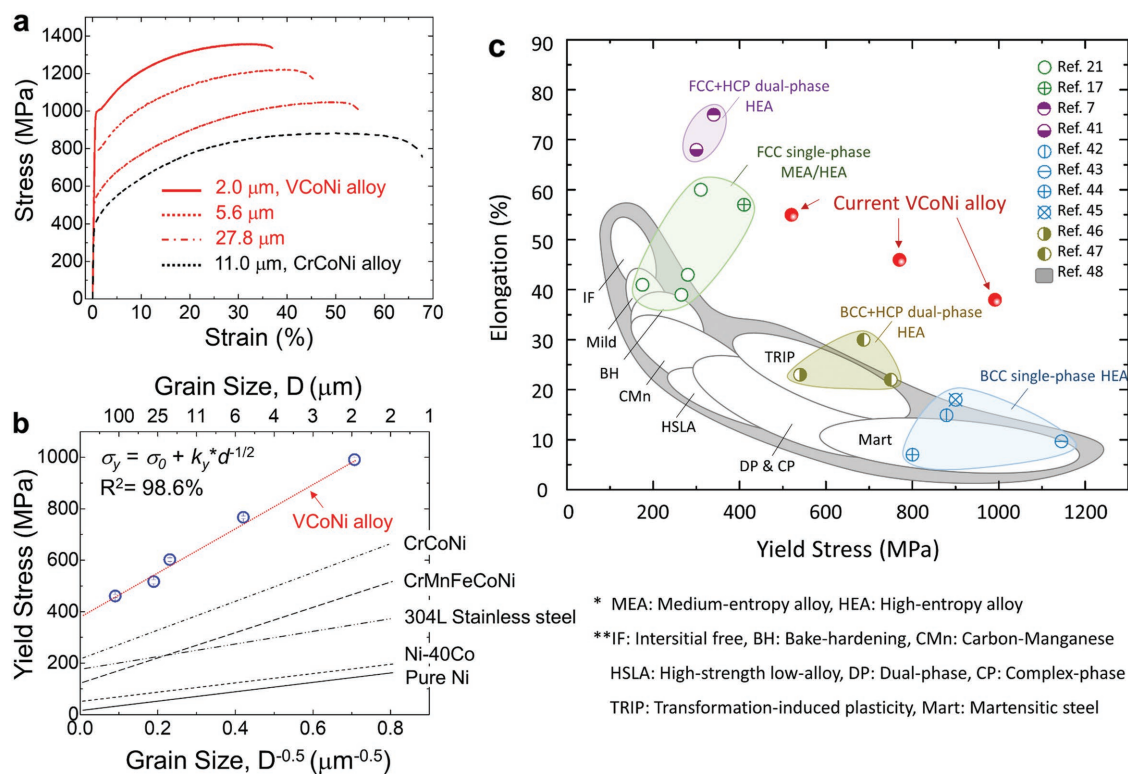 a
1400
1200
1000
800
600
400
200
0
Stress (MPa)
2.0 μm, VCoNi alloy
5.6 μm
27.8 μm
11.0 μm, CrCoNi alloy
0 10 20 30 40 50 60 70
Strain (%)
b
Grain Size, D (μm)
100 25 11 6 4 3 2 2 1
1000
800
600
400
200
0
Yield Stress (MPa)
σy = σ0 + ky*d-1/2
R2= 98.6%
VCoNi alloy
CrCoNi
CrMnFeCoNi
304L Stainless steel
Ni-40Co
Pure Ni
0.0 0.2 0.4 0.6 0.8
Grain Size, D-0.5 (μm-0.5)
c
90
80
70
60
50
40
30
20
10
0
Elongation (%)
FCC+HCP dual-phase
HEA
FCC single-phase
MEA/HEA
Current VCoNi alloy
BCC+HCP dual-phase
HEA
BCC single-phase HEA
IF
Mild
BH
CMn
HSLA
DP & CP
TRIP
Mart
Ref. 21
Ref. 17
Ref. 7
Ref. 41
Ref. 42
Ref. 43
Ref. 44
Ref. 45
Ref. 46
Ref. 47
Ref. 48
0 200 400 600 800 1000 1200
Yield Stress (MPa)
* MEA: Medium-entropy alloy, HEA: High-entropy alloy
**IF: Intersitial free, BH: Bake-hardening, CMn: Carbon-Manganese
HSLA: High-strength low-alloy, DP: Dual-phase, CP: Complex-phase
TRIP: Transformation-induced plasticity, Mart: Martensitic steel